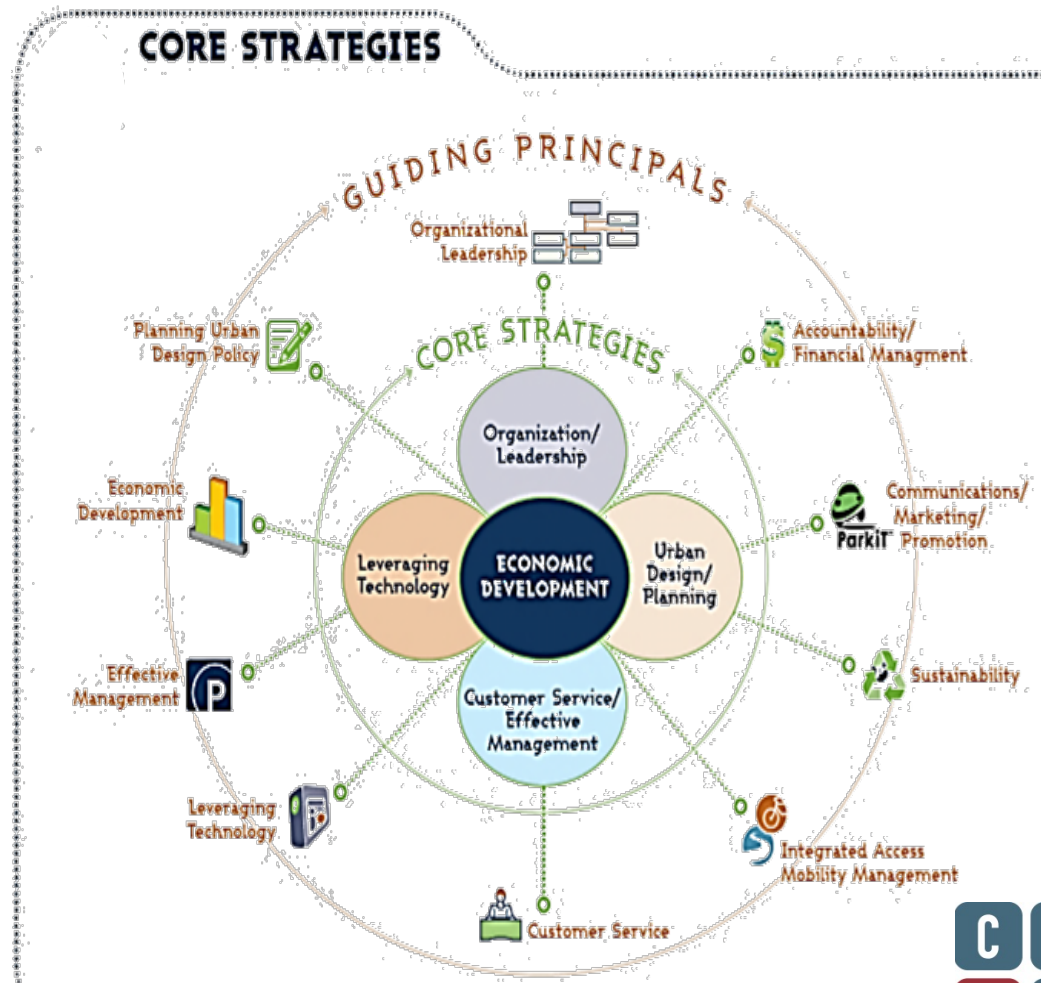 CORE STRATEGIES
GUIDING PRINCIPALS
Organizational
Leadership
Planning Urban
Design Policy
Accountability/
Financial Managment
CORE STRATEGIES
Organization/
Leadership
Economic
Development
Communications/
Marketing/
Promotion
ParkiT
Leveraging
Technology
ECONOMIC
DEVELOPMENT
Urban
Design/
Planning
Effective
Management
P
Sustainability
Customer Service/
Effective
Management
Leveraging
Technology
Integrated Access
Mobility Management
Customer Service
C